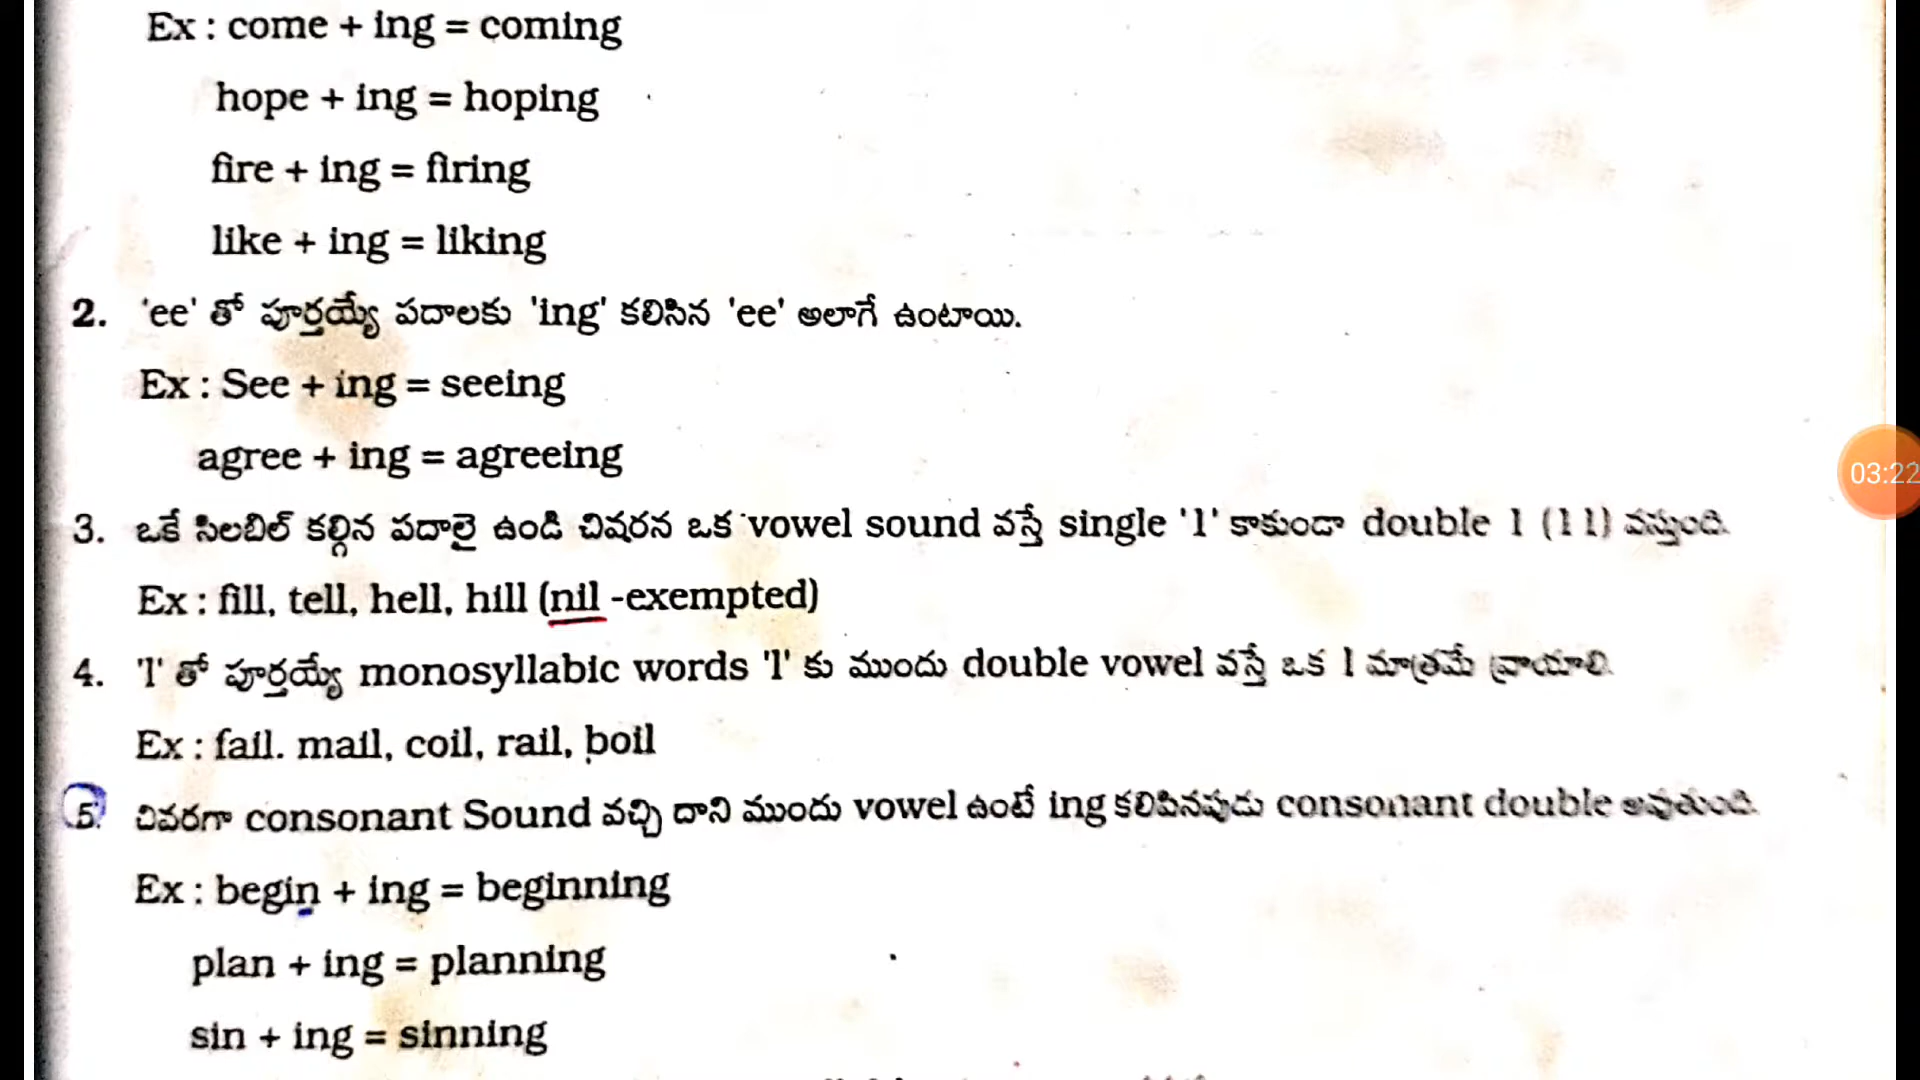 Ex : come + ing = coming
hope + ing = hoping
fire + ing = firing
like + ing = liking
2. 'ee' తో పూర్తయ్యే పదాలకు 'ing' కలిసిన 'ee' అలాగే ఉంటాయి.
Ex : See + ing = seeing
agree + ing = agreeing
03:22
3. ఒకే సిలబిల్ కల్గిన పదాలై ఉండి చివరన ఒక vowel sound వస్తే single 'l' కాకుండా double l (l l) వస్తుంది.
Ex : fill, tell, hell, hill (nil -exempted)
4. 'l' తో పూర్తయ్యే monosyllabic words 'l' కు ముందు double vowel వస్తే ఒక l మాత్రమే వ్రాయాలి.
Ex : fail. mail, coil, rail, boil
5. చివరగా consonant Sound వచ్చి దాని ముందు vowel ఉంటే ing కలిపినపుడు consonant double అవుతుంది.
Ex : begin + ing = beginning
plan + ing = planning
sin + ing = sinning